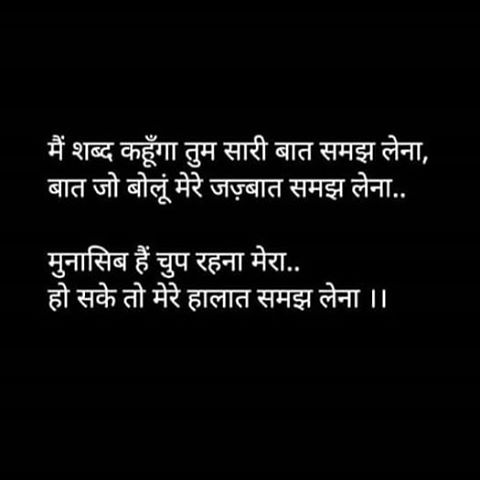 मैं शब्द कहूँगा तुम सारी बात समझ लेना,
बात जो बोलूं मेरे जज़्बात समझ लेना..
मुनासिब हैं चुप रहना मेरा..
हो सके तो मेरे हालात समझ लेना ।।